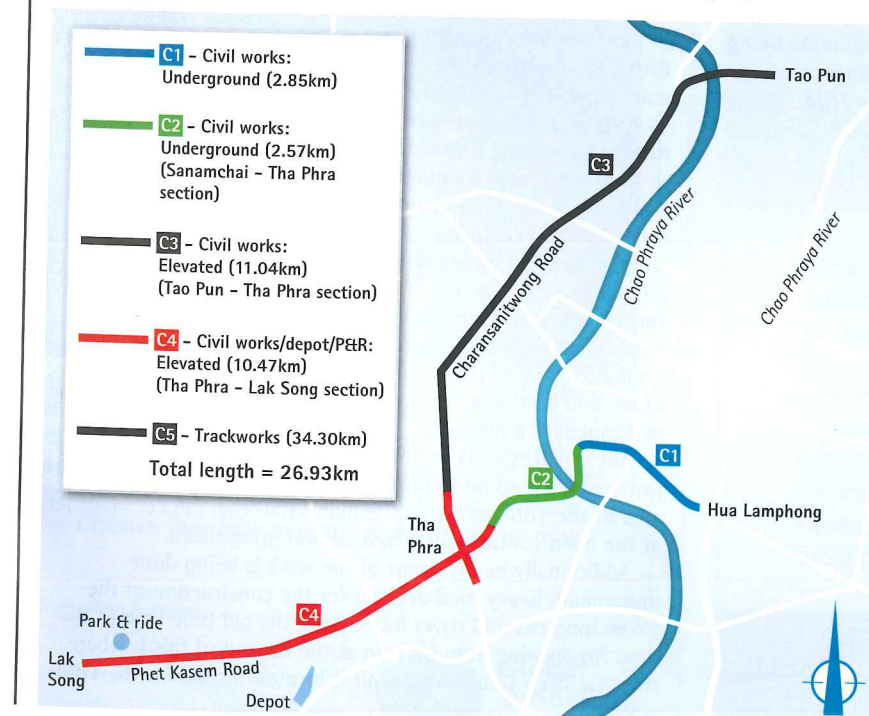 C1 – Civil works:
Underground (2.85km)
C2 – Civil works:
Underground (2.57km)
(Sanamchai – Tha Phra
section)
C3 – Civil works:
Elevated (11.04km)
(Tao Pun – Tha Phra section)
C4 – Civil works/depot/P&R:
Elevated (10.47km)
(Tha Phra – Lak Song section)
C5 – Trackworks (34.30km)
Total length = 26.93km
Tao Pun
C3
Charansanitwong Road
Chao Phraya River
Chao Phraya River
C1
C2
Hua Lamphong
Tha
Phra
C4
Park & ride
Lak
Song
Phet Kasem Road
Depot